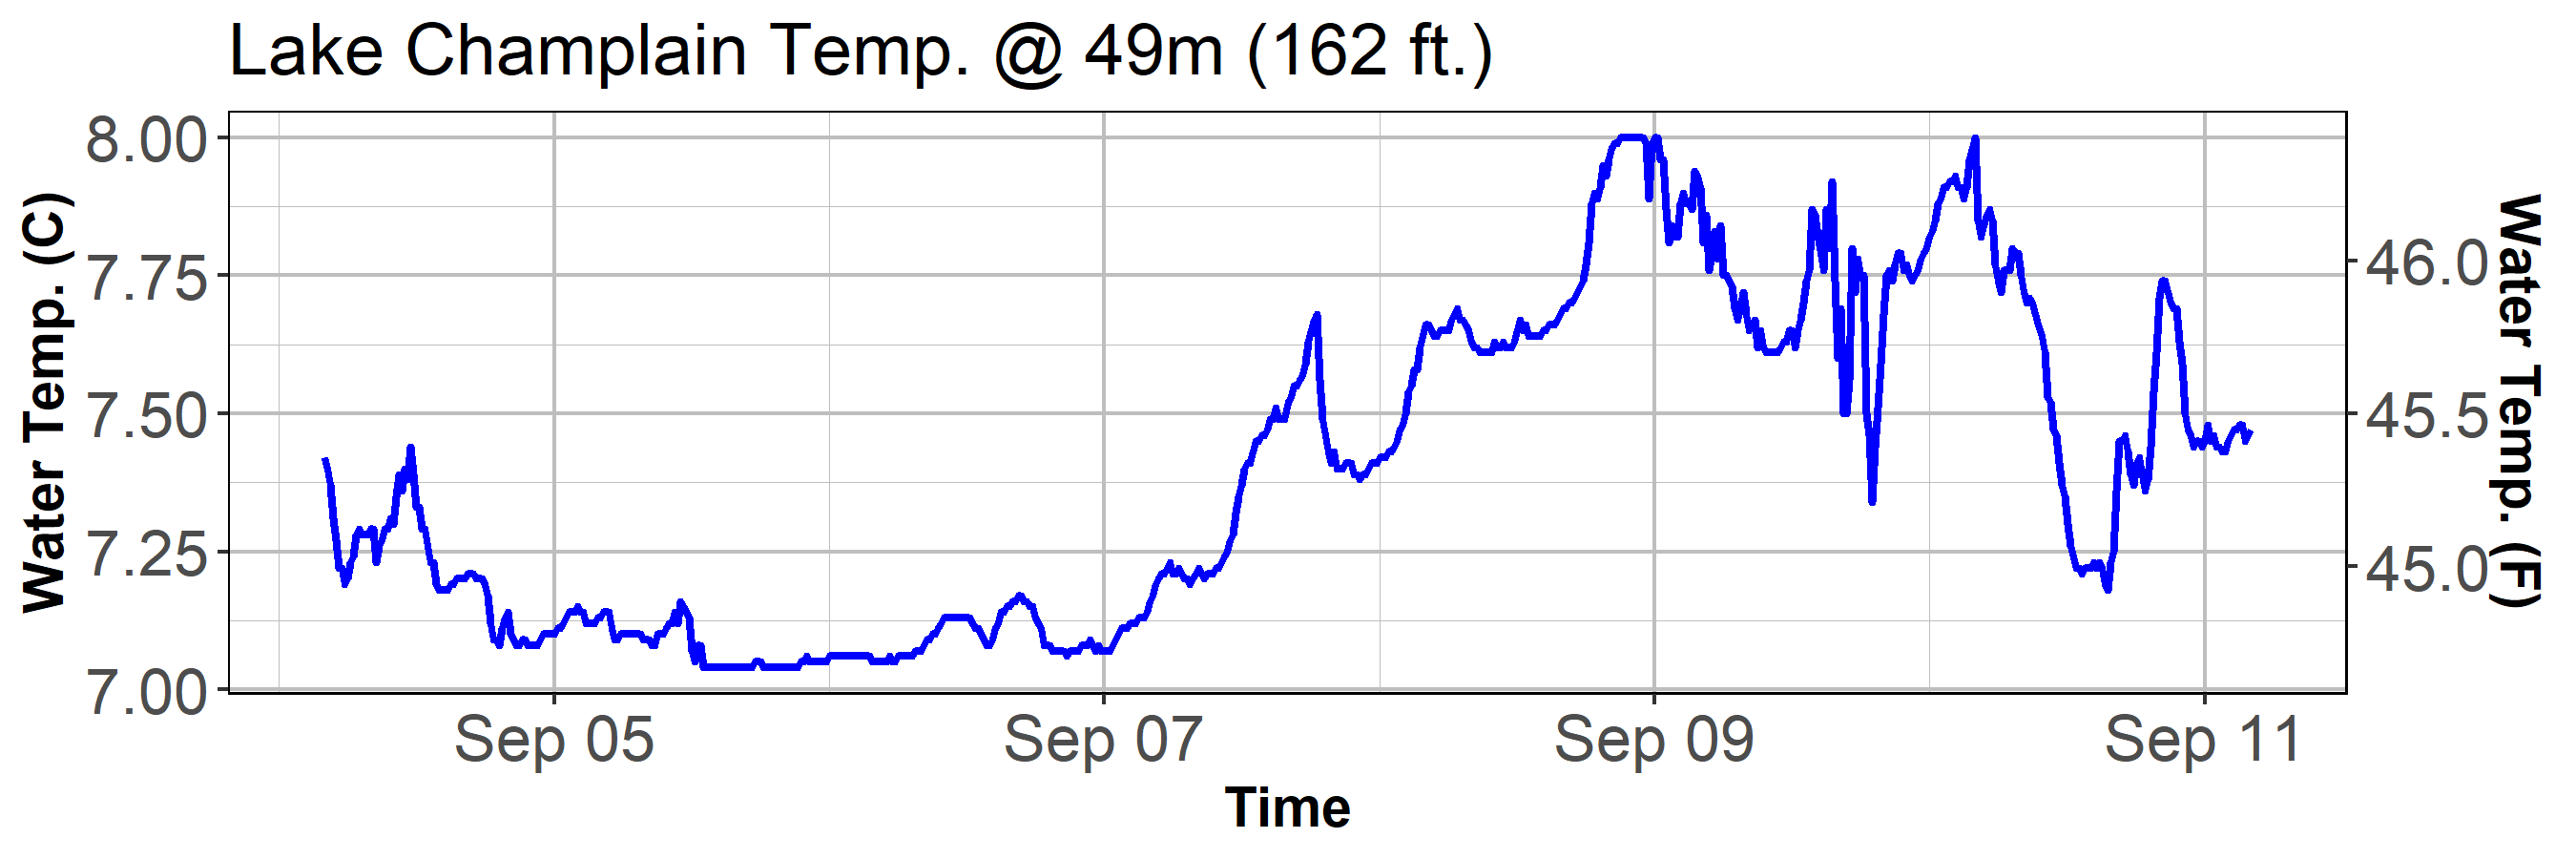 Lake Champlain Temp. @ 49m (162 ft.)
Water Temp. (C)
8.00
7.75
7.50
7.25
7.00
Water Temp. (F)
46.0
45.5
45.0
Sep 05
Sep 07
Sep 09
Sep 11
Time